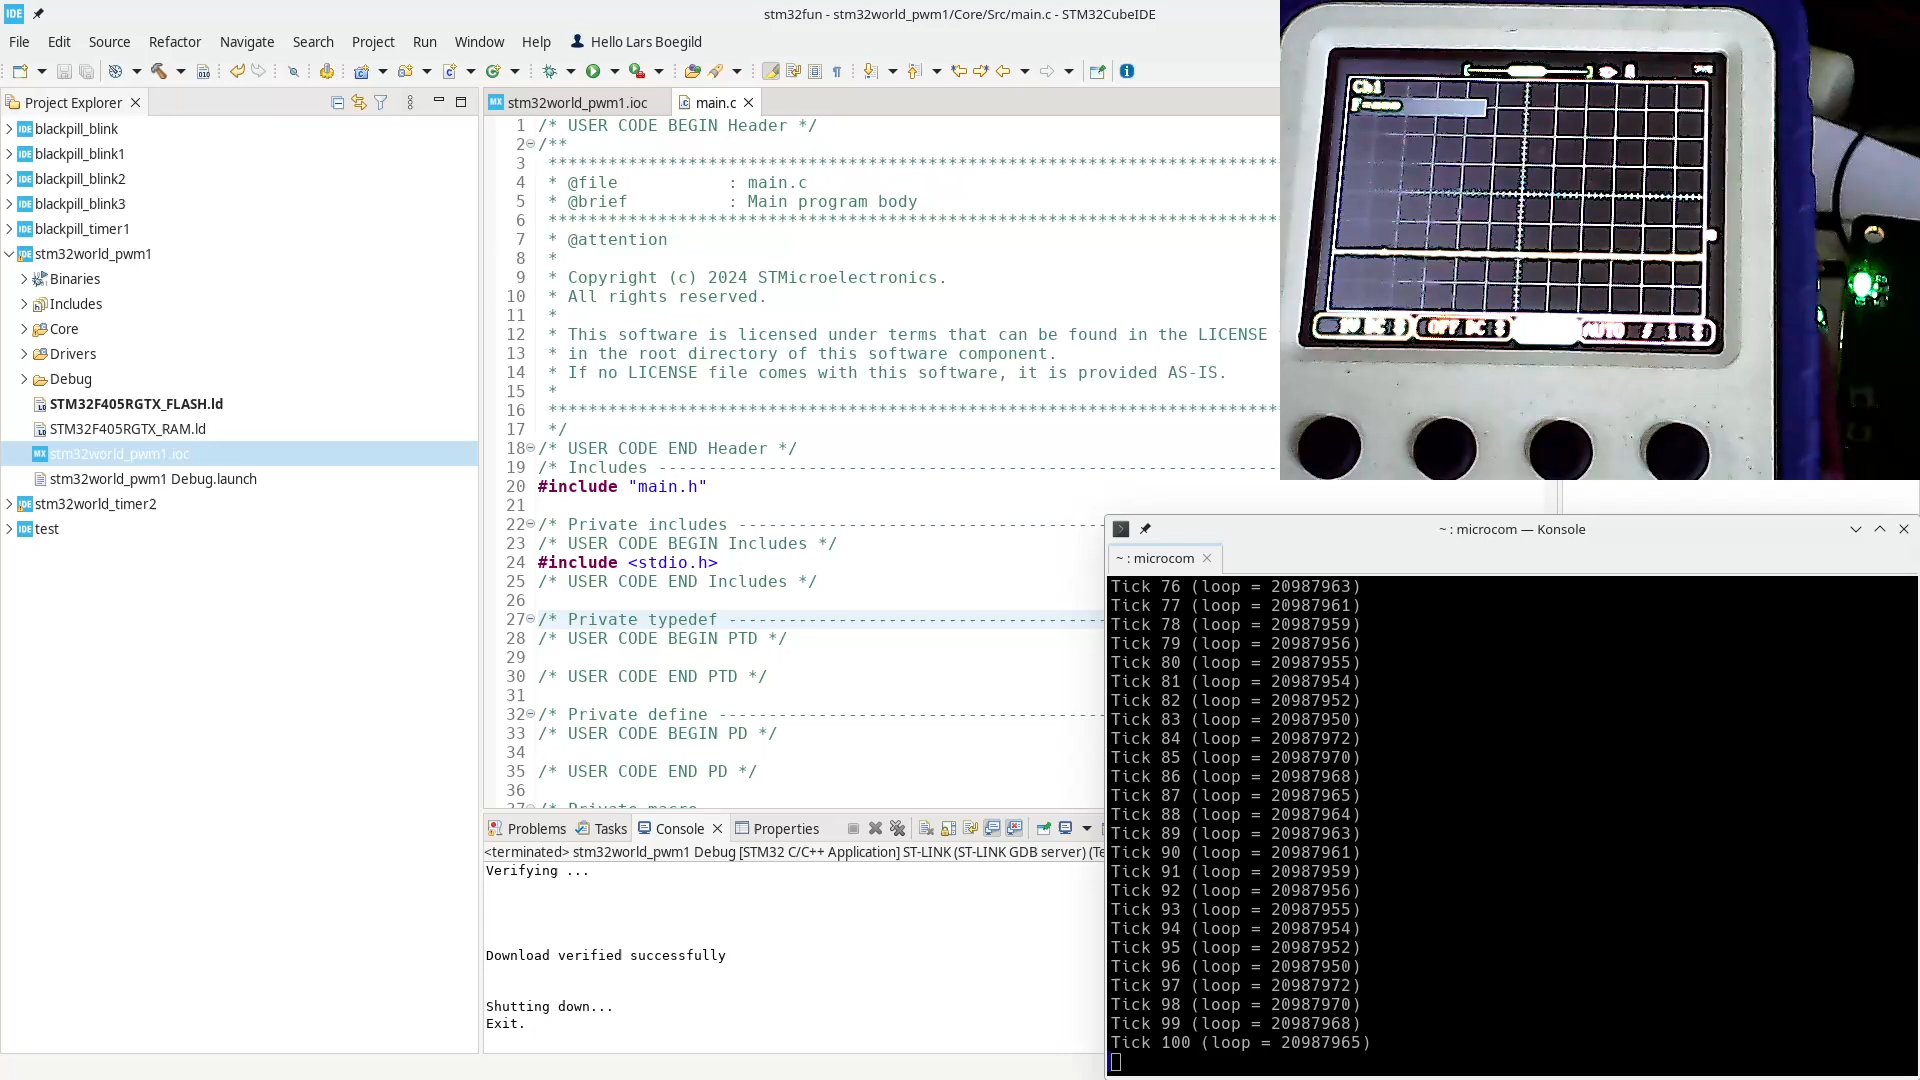 IDE
stm32fun - stm32world_pwm1/Core/Src/main.c - STM32CubeIDE
File Edit Source Refactor Navigate Search Project Run Window Help Hello Lars Boegild
Project Explorer
blackpill_blink
blackpill_blink1
blackpill_blink2
blackpill_blink3
blackpill_timer1
stm32world_pwm1
Binaries
Includes
Core
Drivers
Debug
STM32F405RGTX_FLASH.ld
STM32F405RGTX_RAM.ld
stm32world_pwm1.ioc
stm32world_pwm1 Debug.launch
stm32world_timer2
test
MX stm32world_pwm1.ioc
main.c
1 /* USER CODE BEGIN Header */
2 /**
3 ******************************************************************************
4 * @file : main.c
5 * @brief : Main program body
6 ******************************************************************************
7 * @attention
8 *
9 * Copyright (c) 2024 STMicroelectronics.
10 * All rights reserved.
11 *
12 * This software is licensed under terms that can be found in the LICENSE
13 * in the root directory of this software component.
14 * If no LICENSE file comes with this software, it is provided AS-IS.
15 *
16 ******************************************************************************
17 */
18 /* USER CODE END Header */
19 /* Includes ------------------------------------------------------------------
20 #include "main.h"
21
22 /* Private includes ----------------------------------------------------------
23 /* USER CODE BEGIN Includes */
24 #include <stdio.h>
25 /* USER CODE END Includes */
26
27 /* Private typedef -----------------------------------------------------------
28 /* USER CODE BEGIN PTD */
29
30 /* USER CODE END PTD */
31
32 /* Private define ------------------------------------------------------------
33 /* USER CODE BEGIN PD */
34
35 /* USER CODE END PD */
36
37 /* Private macro
Problems Tasks Console Properties
<terminated> stm32world_pwm1 Debug [STM32 C/C++ Application] ST-LINK (ST-LINK GDB server) (Te
Verifying ...
Download verified successfully
Shutting down...
Exit.
Ch1
1V DC
OFF DC
AUTO
1
~ : microcom — Konsole
~ : microcom
Tick 76 (loop = 20987963)
Tick 77 (loop = 20987961)
Tick 78 (loop = 20987959)
Tick 79 (loop = 20987956)
Tick 80 (loop = 20987955)
Tick 81 (loop = 20987954)
Tick 82 (loop = 20987952)
Tick 83 (loop = 20987950)
Tick 84 (loop = 20987972)
Tick 85 (loop = 20987970)
Tick 86 (loop = 20987968)
Tick 87 (loop = 20987965)
Tick 88 (loop = 20987964)
Tick 89 (loop = 20987963)
Tick 90 (loop = 20987961)
Tick 91 (loop = 20987959)
Tick 92 (loop = 20987956)
Tick 93 (loop = 20987955)
Tick 94 (loop = 20987954)
Tick 95 (loop = 20987952)
Tick 96 (loop = 20987950)
Tick 97 (loop = 20987972)
Tick 98 (loop = 20987970)
Tick 99 (loop = 20987968)
Tick 100 (loop = 20987965)